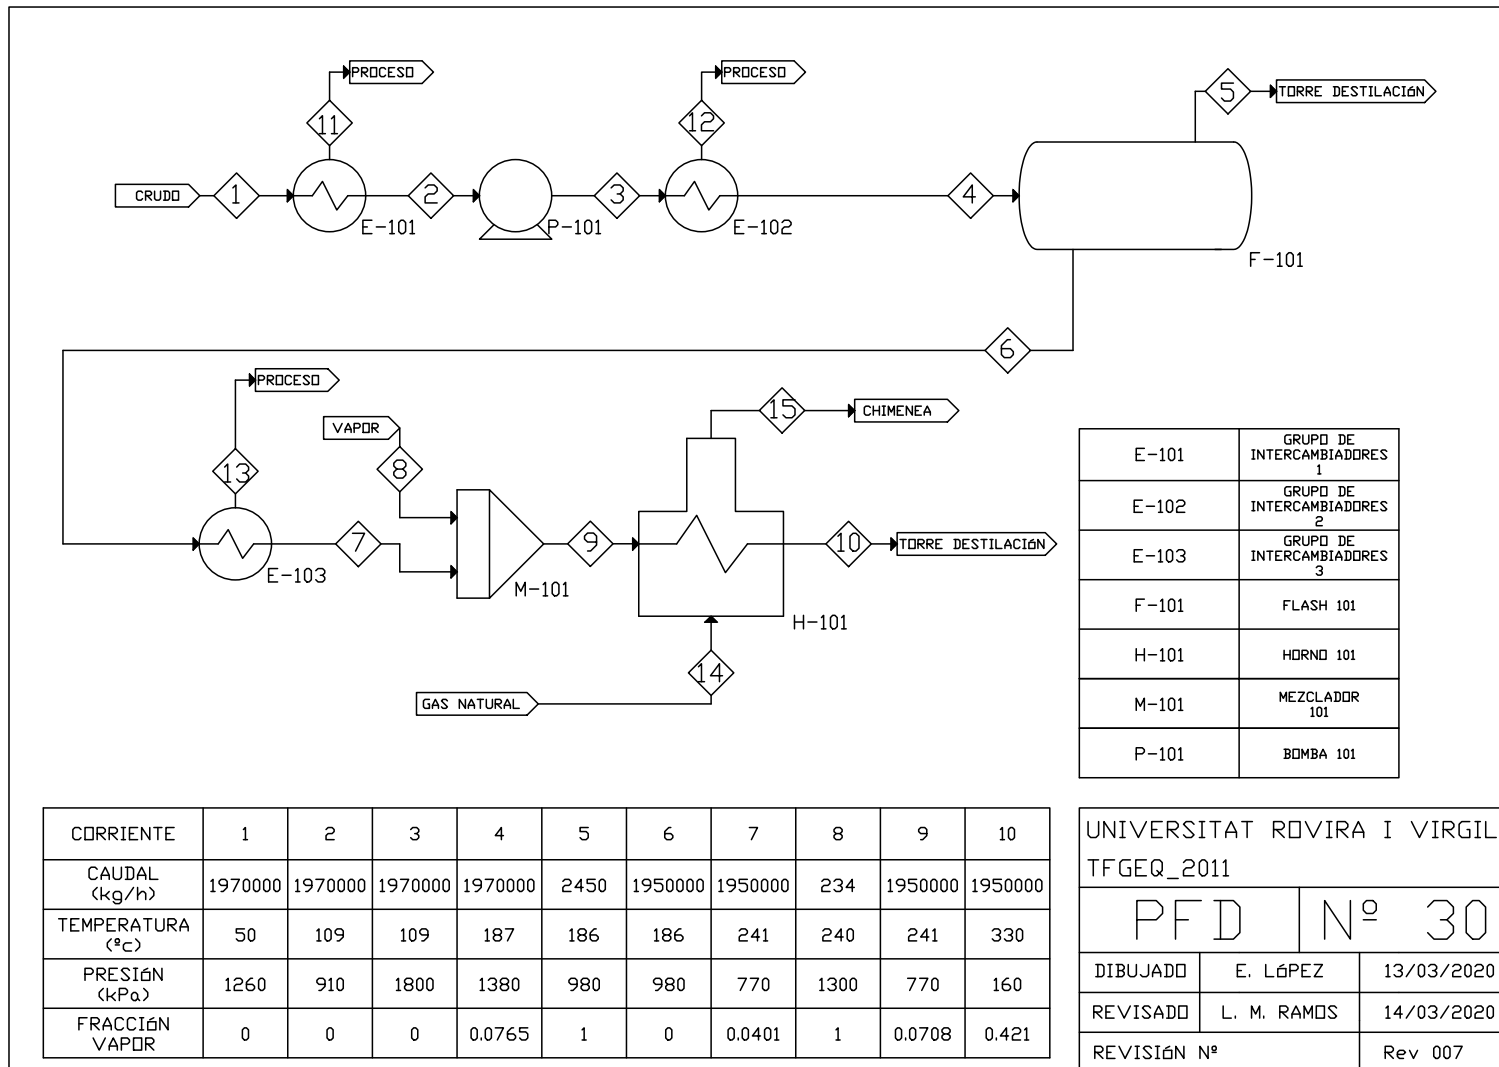 PROCESO
PROCESO
5
TORRE DESTILACIóN
11
12
CRUDO
1
2
3
4
E-101
P-101
E-102
F-101
6
PROCESO
15
CHIMENEA
VAPOR
13
8
7
9
10
TORRE DESTILACIóN
E-103
M-101
H-101
14
GAS NATURAL
E-101 GRUPO DE
INTERCAMBIADORES
1
E-102 GRUPO DE
INTERCAMBIADORES
2
E-103 GRUPO DE
INTERCAMBIADORES
3
F-101 FLASH 101
H-101 HORNO 101
M-101 MEZCLADOR
101
P-101 BOMBA 101
CORRIENTE 1 2 3 4 5 6 7 8 9 10
CAUDAL
(kg/h) 1970000 1970000 1970000 1970000 2450 1950000 1950000 234 1950000 1950000
TEMPERATURA
(ºc) 50 109 109 187 186 186 241 240 241 330
PRESIóN
(kPa) 1260 910 1800 1380 980 980 770 1300 770 160
FRACCIóN
VAPOR 0 0 0 0.0765 1 0 0.0401 1 0.0708 0.421
UNIVERSITAT ROVIRA I VIRGIL
TFGEQ_2011
PFD Nº 30
DIBUJADO E. LóPEZ 13/03/2020
REVISADO L. M. RAMOS 14/03/2020
REVISIóN Nº Rev 007